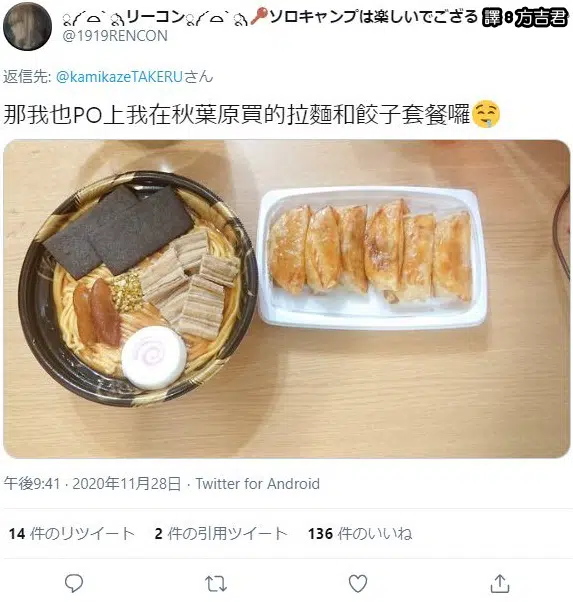 リーコン🔑ソロキャンプは楽しいでござる 譯:方吉君
@1919RENCON
返信先: @kamikazeTAKERUさん
那我也PO上我在秋葉原買的拉麵和餃子套餐囉🤤
午後9:41 · 2020年11月28日 · Twitter for Android
14 件のリツイート 2 件の引用ツイート 136 件のいいね